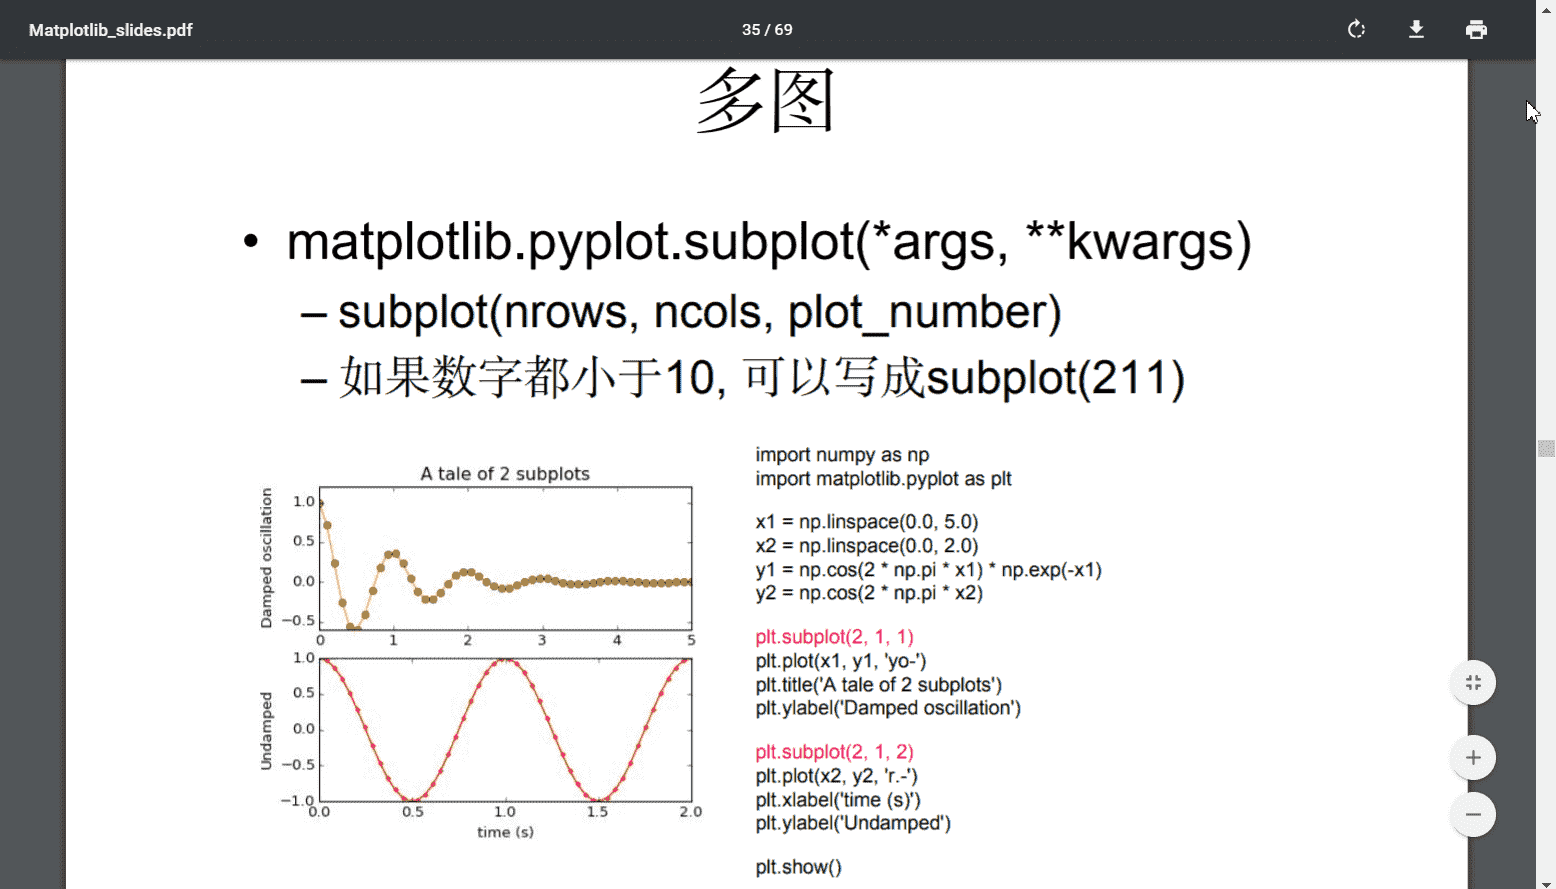 Matplotlib_slides.pdf
35 / 69
多图
• matplotlib.pyplot.subplot(*args, **kwargs)
– subplot(nrows, ncols, plot_number)
– 如果数字都小于10, 可以写成subplot(211)
A tale of 2 subplots
Damped oscillation
1.0
0.5
0.0
−0.5
0 1 2 3 4 5
Undamped
1.0
0.5
0.0
−0.5
−1.0
0.0 0.5 1.0 1.5 2.0
time (s)
import numpy as np
import matplotlib.pyplot as plt
x1 = np.linspace(0.0, 5.0)
x2 = np.linspace(0.0, 2.0)
y1 = np.cos(2 * np.pi * x1) * np.exp(-x1)
y2 = np.cos(2 * np.pi * x2)
plt.subplot(2, 1, 1)
plt.plot(x1, y1, 'yo-')
plt.title('A tale of 2 subplots')
plt.ylabel('Damped oscillation')
plt.subplot(2, 1, 2)
plt.plot(x2, y2, 'r.-')
plt.xlabel('time (s)')
plt.ylabel('Undamped')
plt.show()